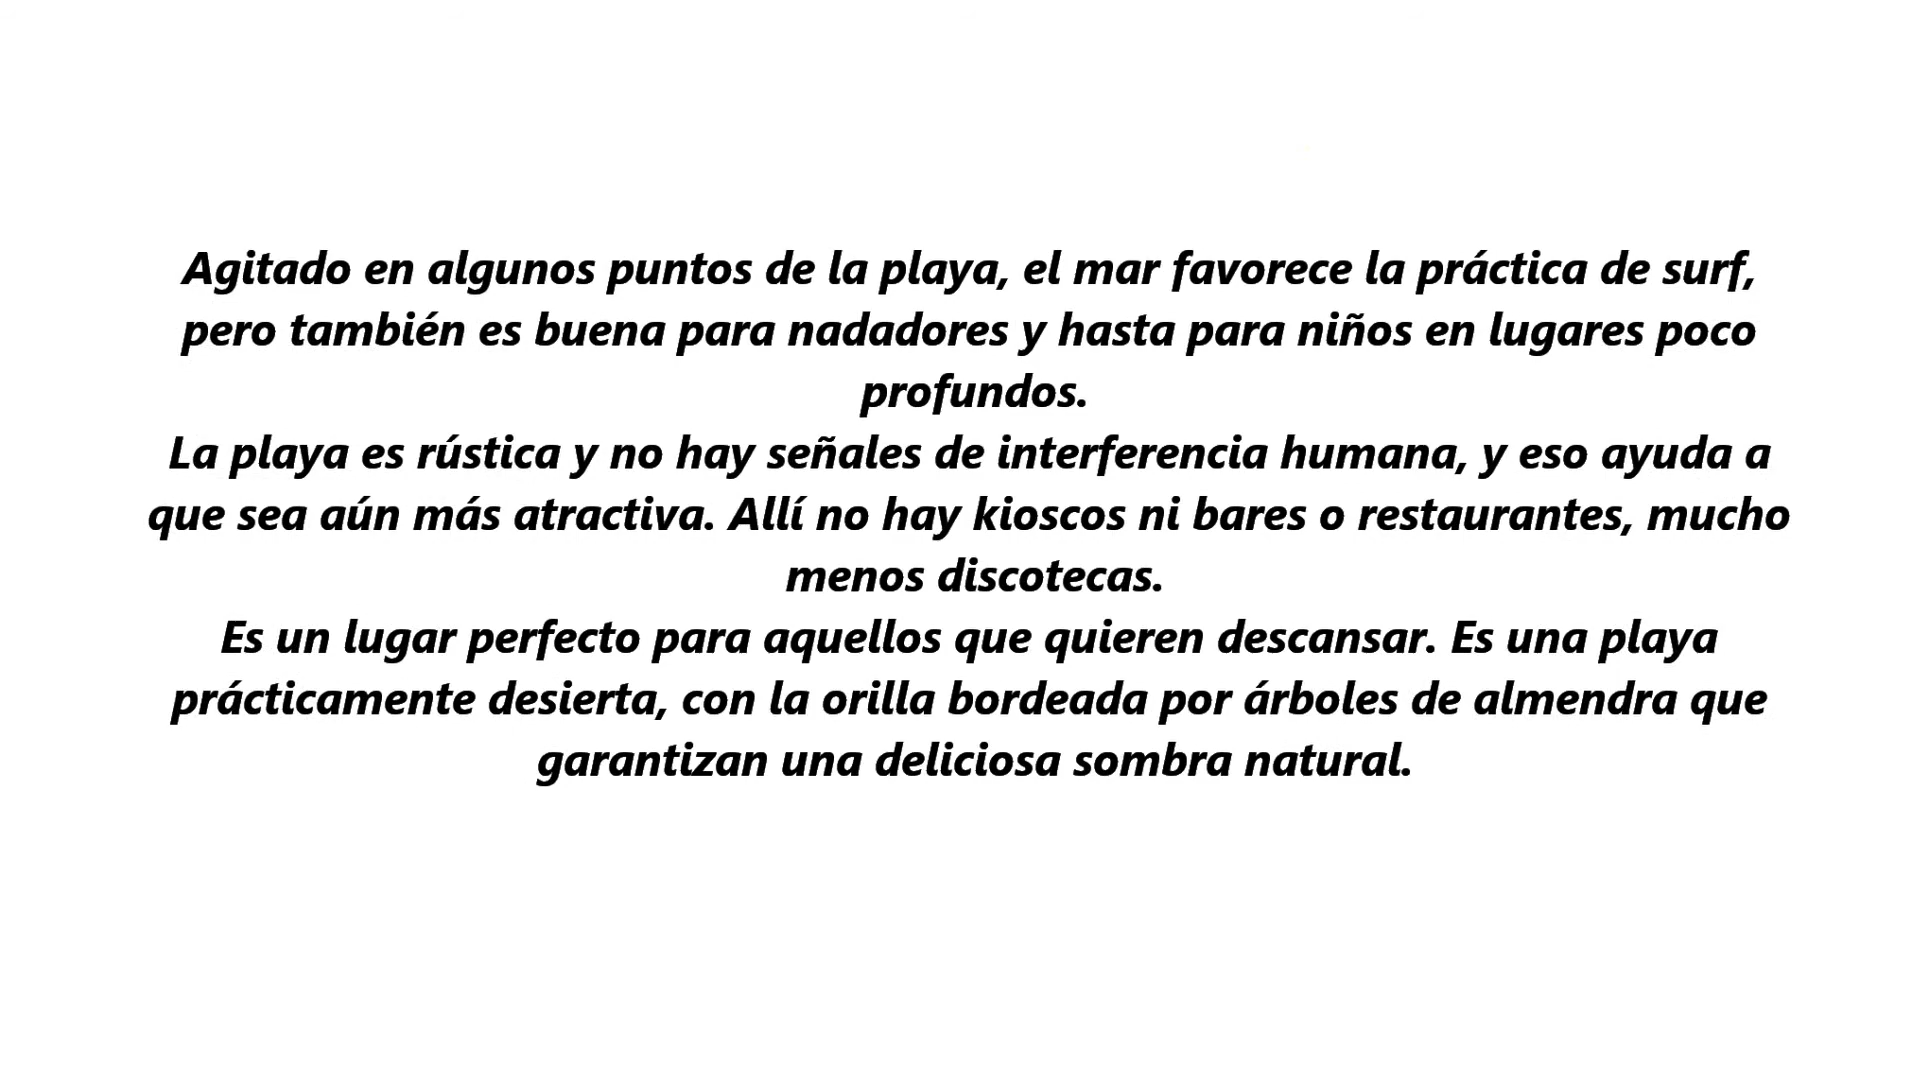 Agitado en algunos puntos de la playa, el mar favorece la práctica de surf,
pero también es buena para nadadores y hasta para niños en lugares poco
profundos.
La playa es rústica y no hay señales de interferencia humana, y eso ayuda a
que sea aún más atractiva. Allí no hay kioscos ni bares o restaurantes, mucho
menos discotecas.
Es un lugar perfecto para aquellos que quieren descansar. Es una playa
prácticamente desierta, con la orilla bordeada por árboles de almendra que
garantizan una deliciosa sombra natural.